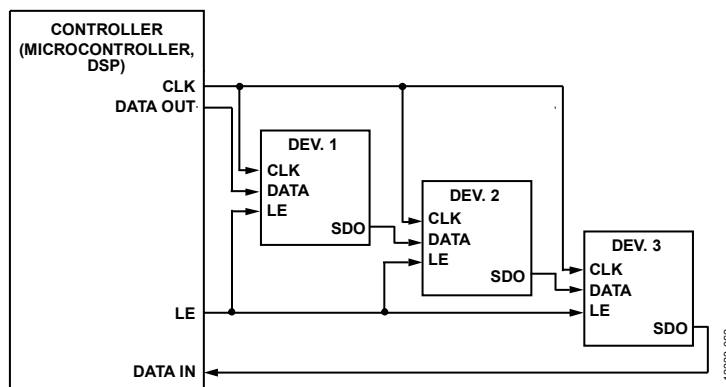 CONTROLLER
(MICROCONTROLLER,
DSP)
CLK
DATA OUT
DEV. 1
CLK
DATA
LE
SDO
DEV. 2
CLK
DATA
LE
SDO
DEV. 3
CLK
DATA
LE
SDO
LE
DATA IN